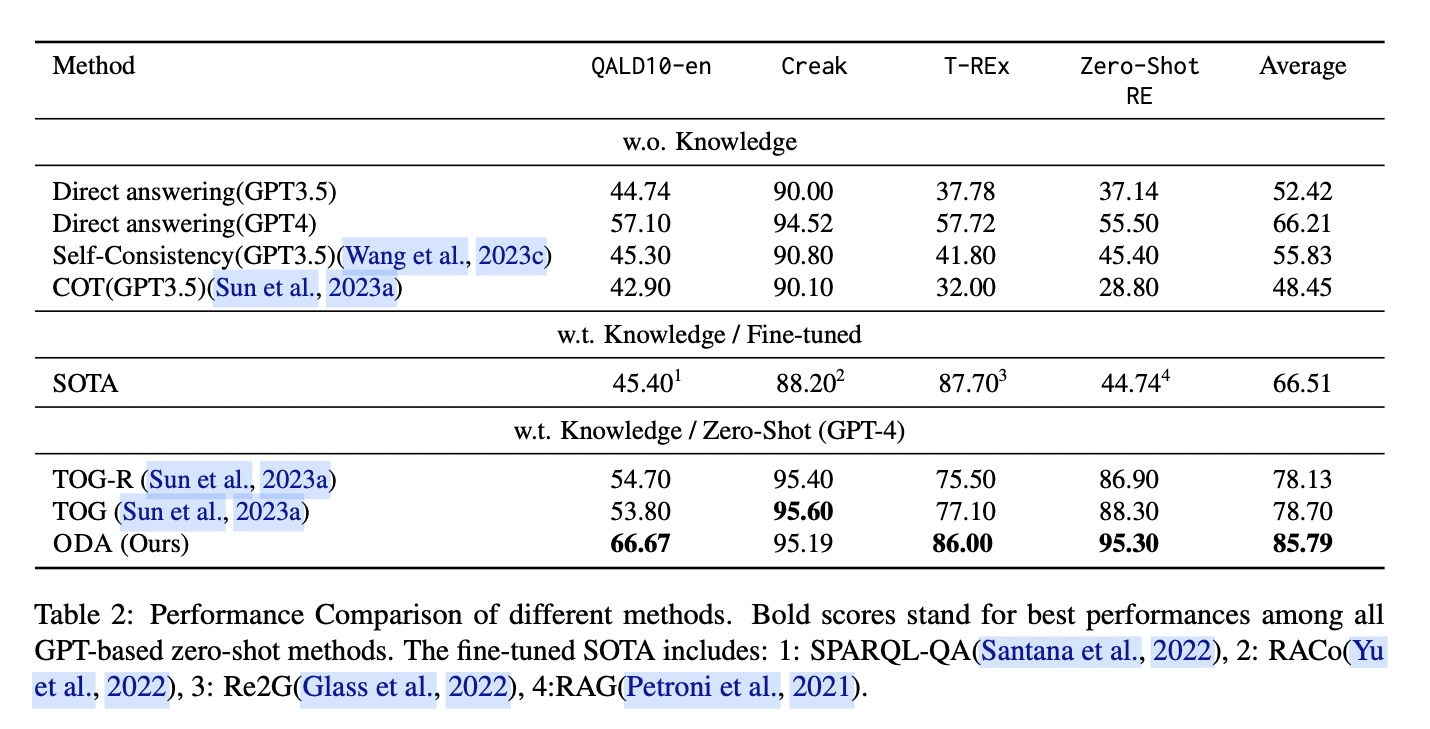 Method QALD10-en Creak T-REx Zero-Shot RE Average
w.o. Knowledge
Direct answering(GPT3.5) 44.74 90.00 37.78 37.14 52.42
Direct answering(GPT4) 57.10 94.52 57.72 55.50 66.21
Self-Consistency(GPT3.5)(Wang et al., 2023c) 45.30 90.80 41.80 45.40 55.83
COT(GPT3.5)(Sun et al., 2023a) 42.90 90.10 32.00 28.80 48.45
w.t. Knowledge / Fine-tuned
SOTA 45.40¹ 88.20² 87.70³ 44.74⁴ 66.51
w.t. Knowledge / Zero-Shot (GPT-4)
TOG-R (Sun et al., 2023a) 54.70 95.40 75.50 86.90 78.13
TOG (Sun et al., 2023a) 53.80 95.60 77.10 88.30 78.70
ODA (Ours) 66.67 95.19 86.00 95.30 85.79
Table 2: Performance Comparison of different methods. Bold scores stand for best performances among all
GPT-based zero-shot methods. The fine-tuned SOTA includes: 1: SPARQL-QA(Santana et al., 2022), 2: RACo(Yu
et al., 2022), 3: Re2G(Glass et al., 2022), 4:RAG(Petroni et al., 2021).